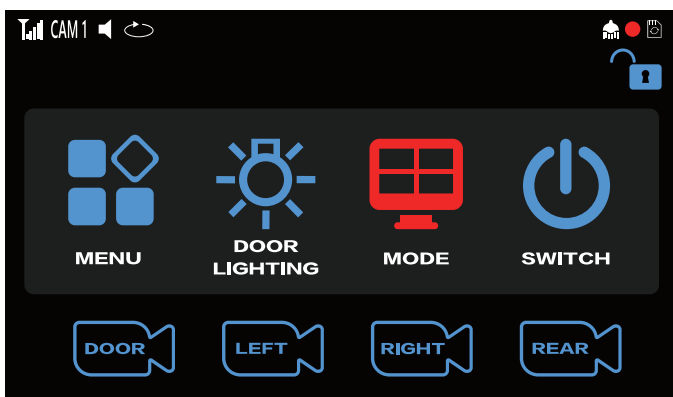 CAM 1
MENU
DOOR
LIGHTING
MODE
SWITCH
DOOR
LEFT
RIGHT
REAR